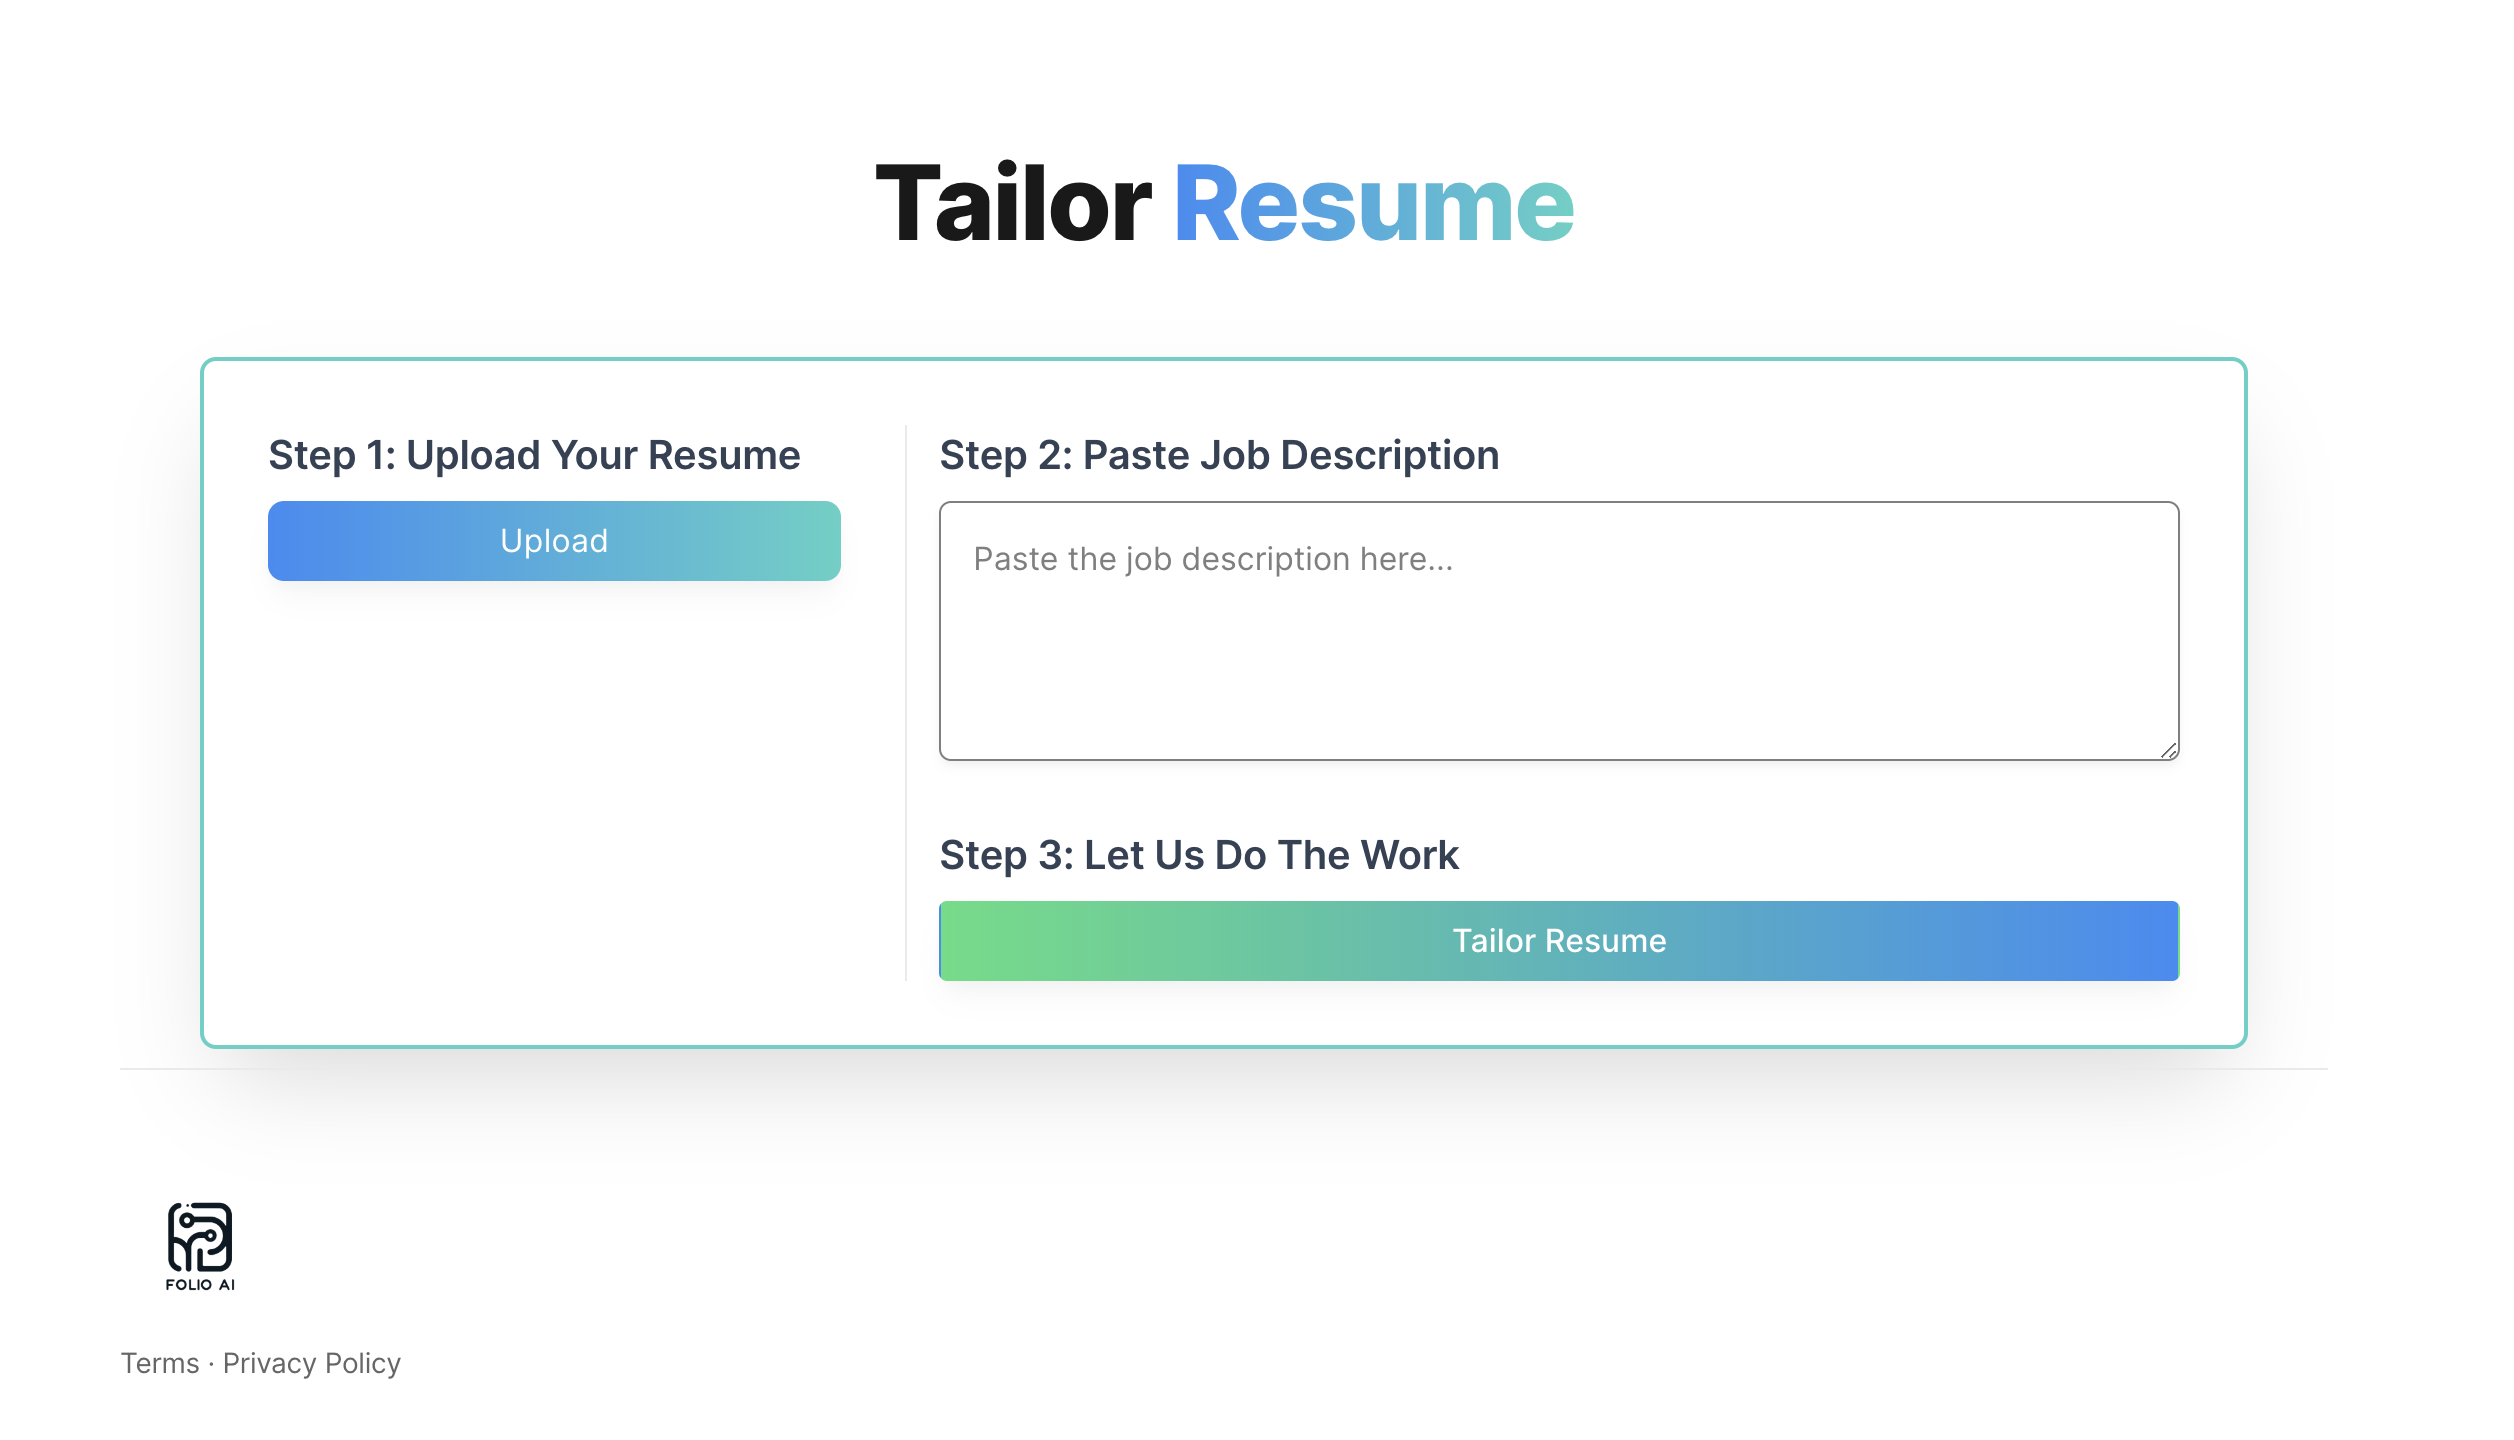 Tailor Resume
Step 1: Upload Your Resume
Upload
Step 2: Paste Job Description
Paste the job description here...
Step 3: Let Us Do The Work
Tailor Resume
FOLIO AI
Terms · Privacy Policy